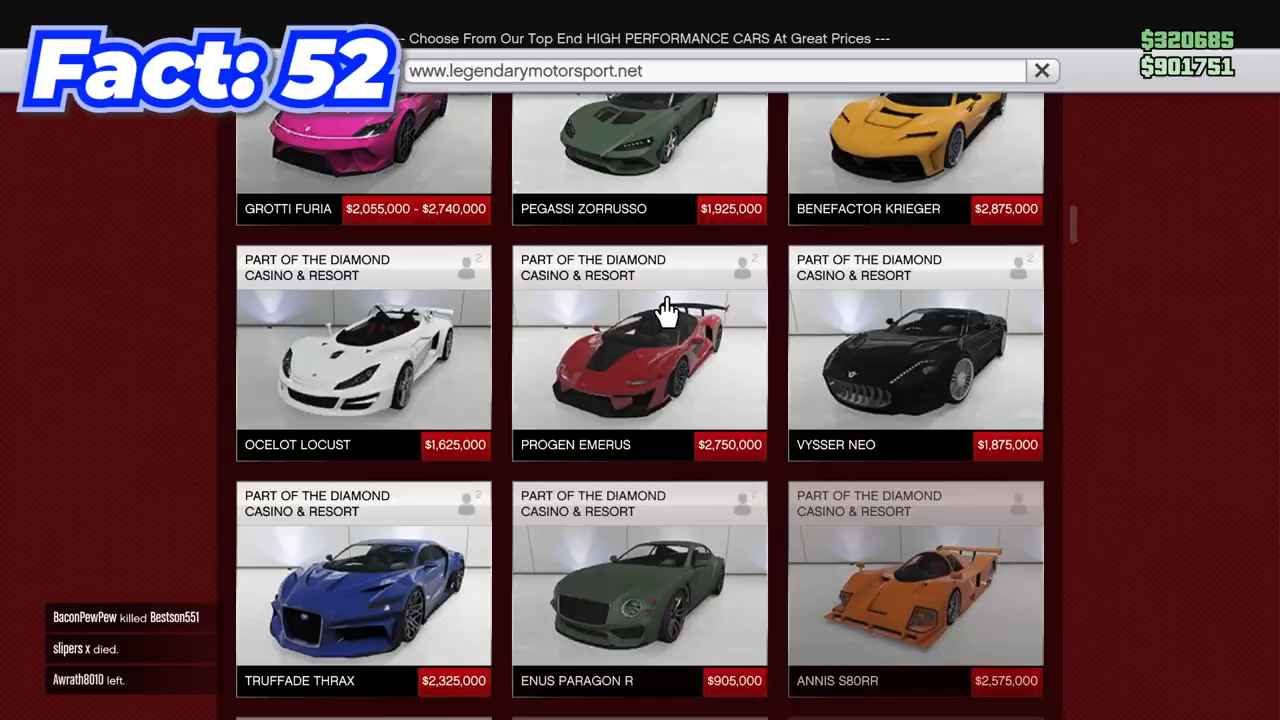 Fact: 52
--- Choose From Our Top End HIGH PERFORMANCE CARS At Great Prices ---
$320685
$901751
www.legendarymotorsport.net
GROTTI FURIA $2,055,000 - $2,740,000
PEGASSI ZORRUSSO $1,925,000
BENEFACTOR KRIEGER $2,875,000
PART OF THE DIAMOND
CASINO & RESORT
2
PART OF THE DIAMOND
CASINO & RESORT
2
PART OF THE DIAMOND
CASINO & RESORT
2
OCELOT LOCUST $1,625,000
PROGEN EMERUS $2,750,000
VYSSER NEO $1,875,000
PART OF THE DIAMOND
CASINO & RESORT
2
PART OF THE DIAMOND
CASINO & RESORT
2
PART OF THE DIAMOND
CASINO & RESORT
TRUFFADE THRAX $2,325,000
ENUS PARAGON R $905,000
ANNIS S80RR $2,575,000
BaconPewPew killed Bestson551
slipers x died.
Awrath8010 left.